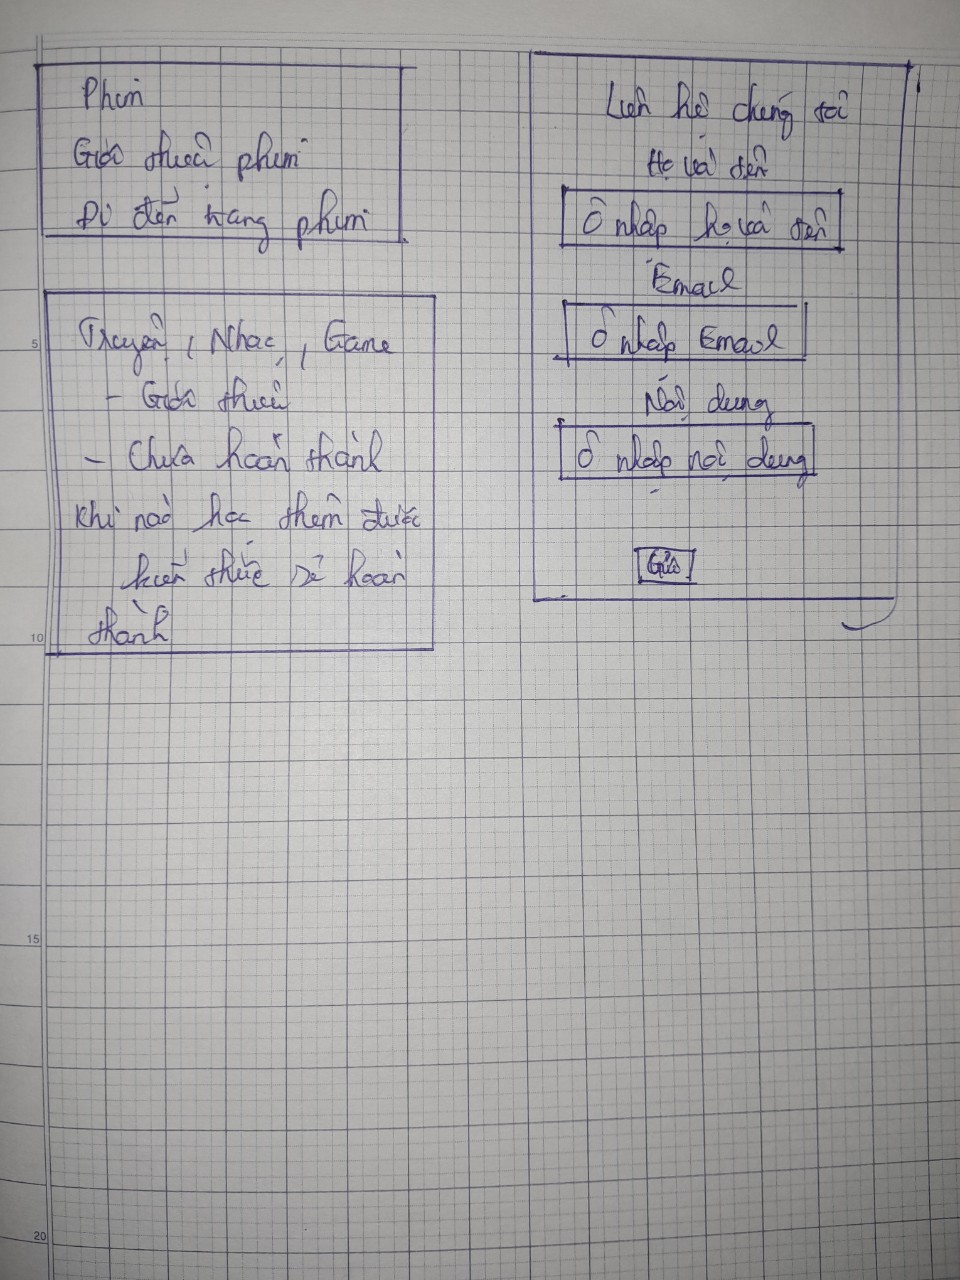 Phim
Giới thiệu phim
Đi đến trang phim
Truyện, Nhạc, Game
- Giới thiệu
- Chưa hoàn thành
Khi nào học thêm được
kiến thức sẽ hoàn
thành
Liên hệ chúng tôi
Họ và tên
Ô nhập họ và tên
Email
Ô nhập Email
Nội dung
Ô nhập nội dung
Gửi
5
10
15
20